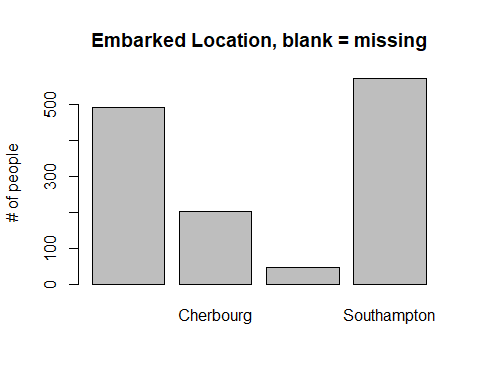 Embarked Location, blank = missing
# of people
500
300
100
0
Cherbourg
Southampton